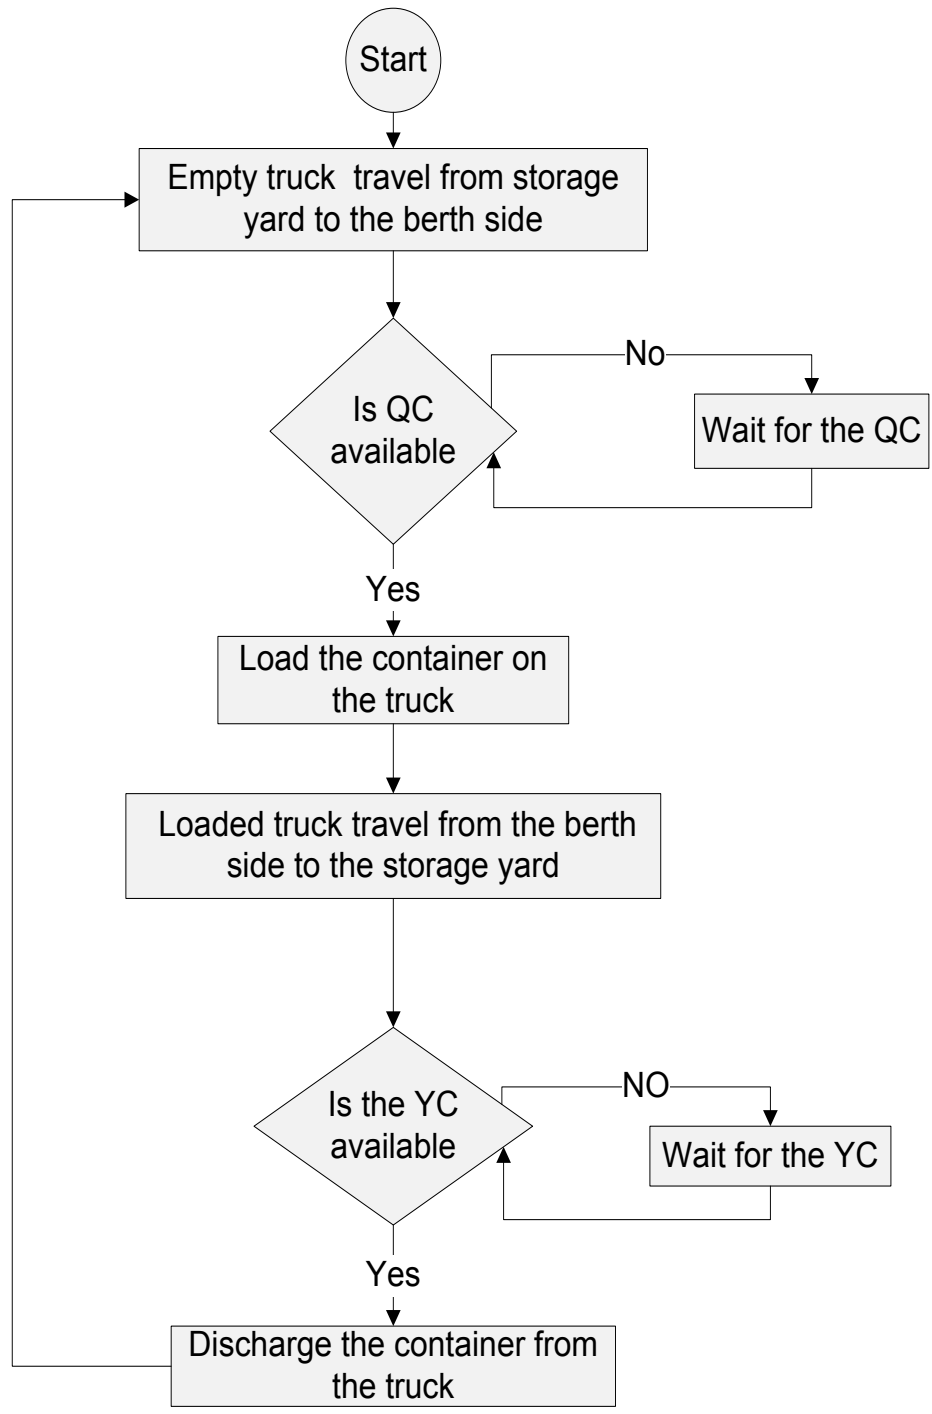 Start
Empty truck travel from storage
yard to the berth side
Is QC
available
No
Wait for the QC
Yes
Load the container on
the truck
Loaded truck travel from the berth
side to the storage yard
Is the YC
available
NO
Wait for the YC
Yes
Discharge the container from
the truck